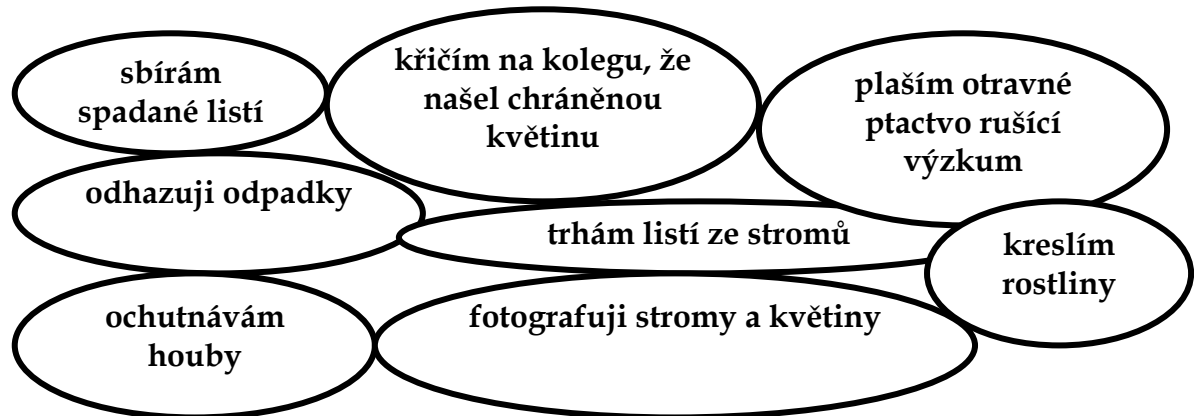 sbírám
spadané listí
křičím na kolegu, že
našel chráněnou
květinu
plaším otravné
ptactvo rušící
výzkum
odhazuji odpadky
trhám listí ze stromů
kreslím
rostliny
ochutnávám
houby
fotografuji stromy a květiny